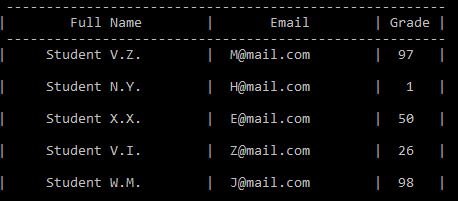 | Full Name | Email | Grade |
| Student V.Z. | M@mail.com | 97 |
| Student N.Y. | H@mail.com | 1 |
| Student X.X. | E@mail.com | 50 |
| Student V.I. | Z@mail.com | 26 |
| Student W.M. | J@mail.com | 98 |